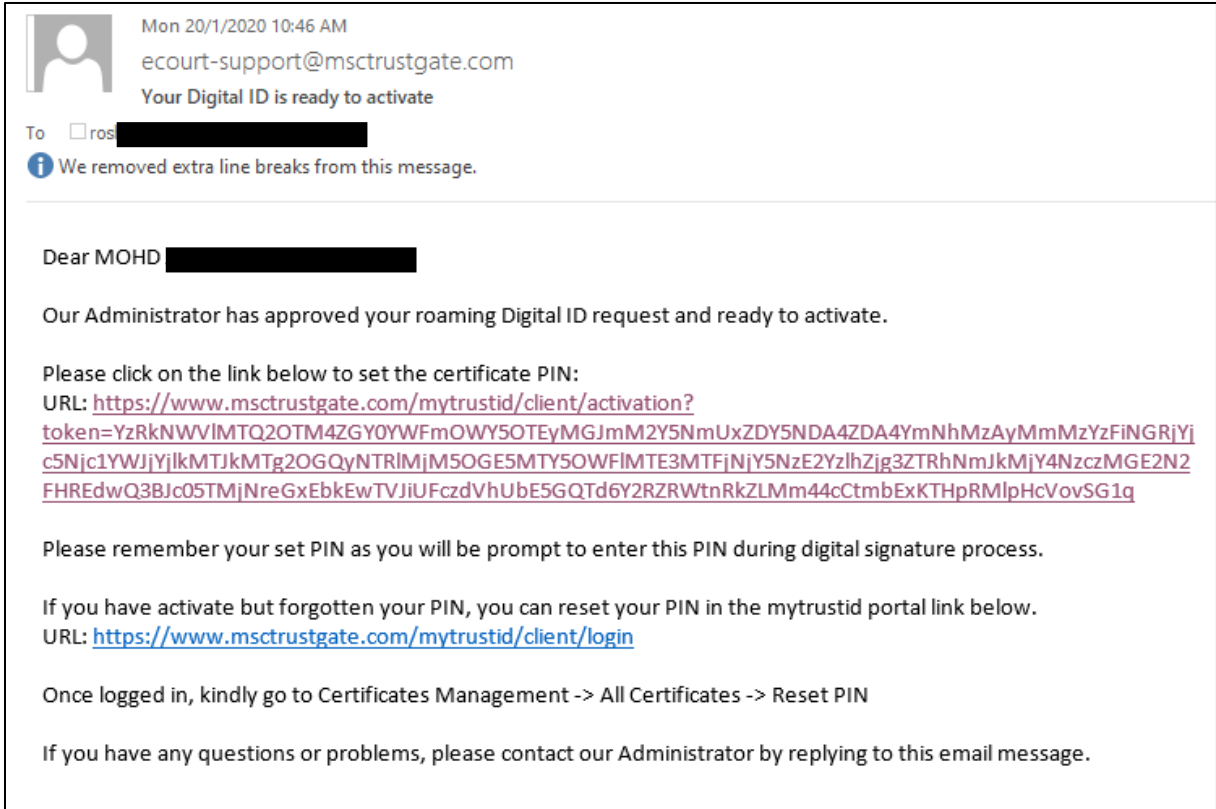 Mon 20/1/2020 10:46 AM
ecourt-support@msctrustgate.com
Your Digital ID is ready to activate
To rosl
We removed extra line breaks from this message.
Dear MOHD
Our Administrator has approved your roaming Digital ID request and ready to activate.
Please click on the link below to set the certificate PIN:
URL: https://www.msctrustgate.com/mytrustid/client/activation?
token=YzRkNWVlMTQ2OTM4ZGY0YWFmOWY5OTEyMGJmM2Y5NmUxZDY5NDA4ZDA4YmNhMzAyMmMzYzFiNGRjYj
c5Njc1YWJjYjlkMTJkMTg2OGQyNTRlMjM5OGE5MTY5OWFlMTE3MTFjNjY5NzE2YzlhZjg3ZTRhNmJkMjY4NzczMGE2N2
FHREdwQ3BJc05TMjNreGxEbkEwTVJiUFczdVhUbE5GQTd6Y2RZRWtnRkZLMm44cCtmbExKTHpRMlpHcVovSG1q
Please remember your set PIN as you will be prompt to enter this PIN during digital signature process.
If you have activate but forgotten your PIN, you can reset your PIN in the mytrustid portal link below.
URL: https://www.msctrustgate.com/mytrustid/client/login
Once logged in, kindly go to Certificates Management -> All Certificates -> Reset PIN
If you have any questions or problems, please contact our Administrator by replying to this email message.